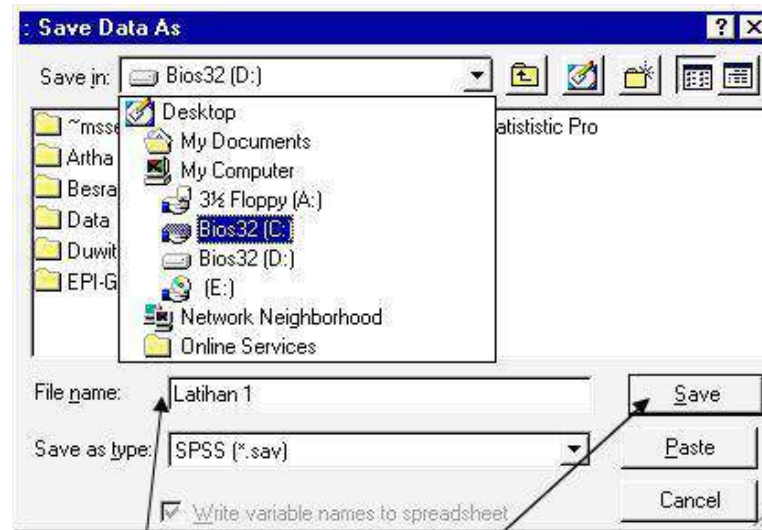 : Save Data As
Save in: Bios32 (D:)
Desktop
My Documents
My Computer
3½ Floppy (A:)
Bios32 (C:)
Bios32 (D:)
(E:)
Network Neighborhood
Online Services
~msse
Artha
Besra
Data
Duwit
EPI-G
atististic Pro
File name: Latihan 1
Save
Save as type: SPSS (*.sav)
Paste
Write variable names to spreadsheet
Cancel